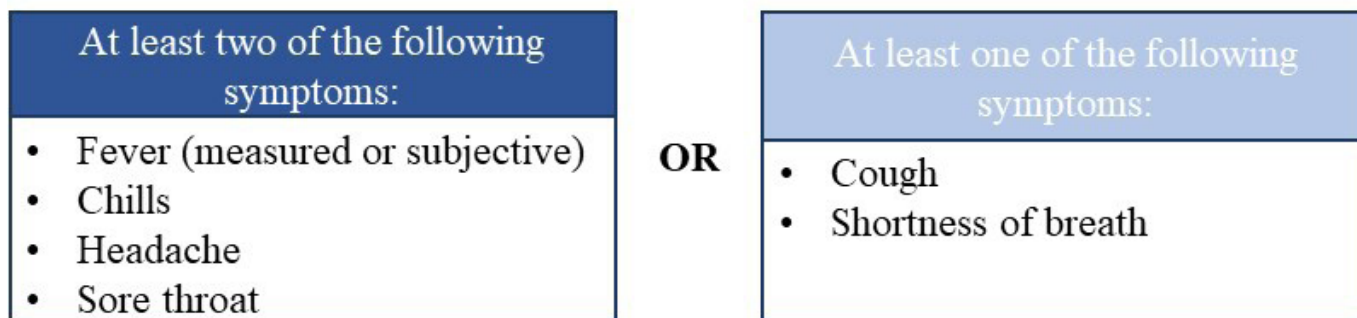 At least two of the following
symptoms:
• Fever (measured or subjective)
• Chills
• Headache
• Sore throat
OR
At least one of the following
symptoms:
• Cough
• Shortness of breath